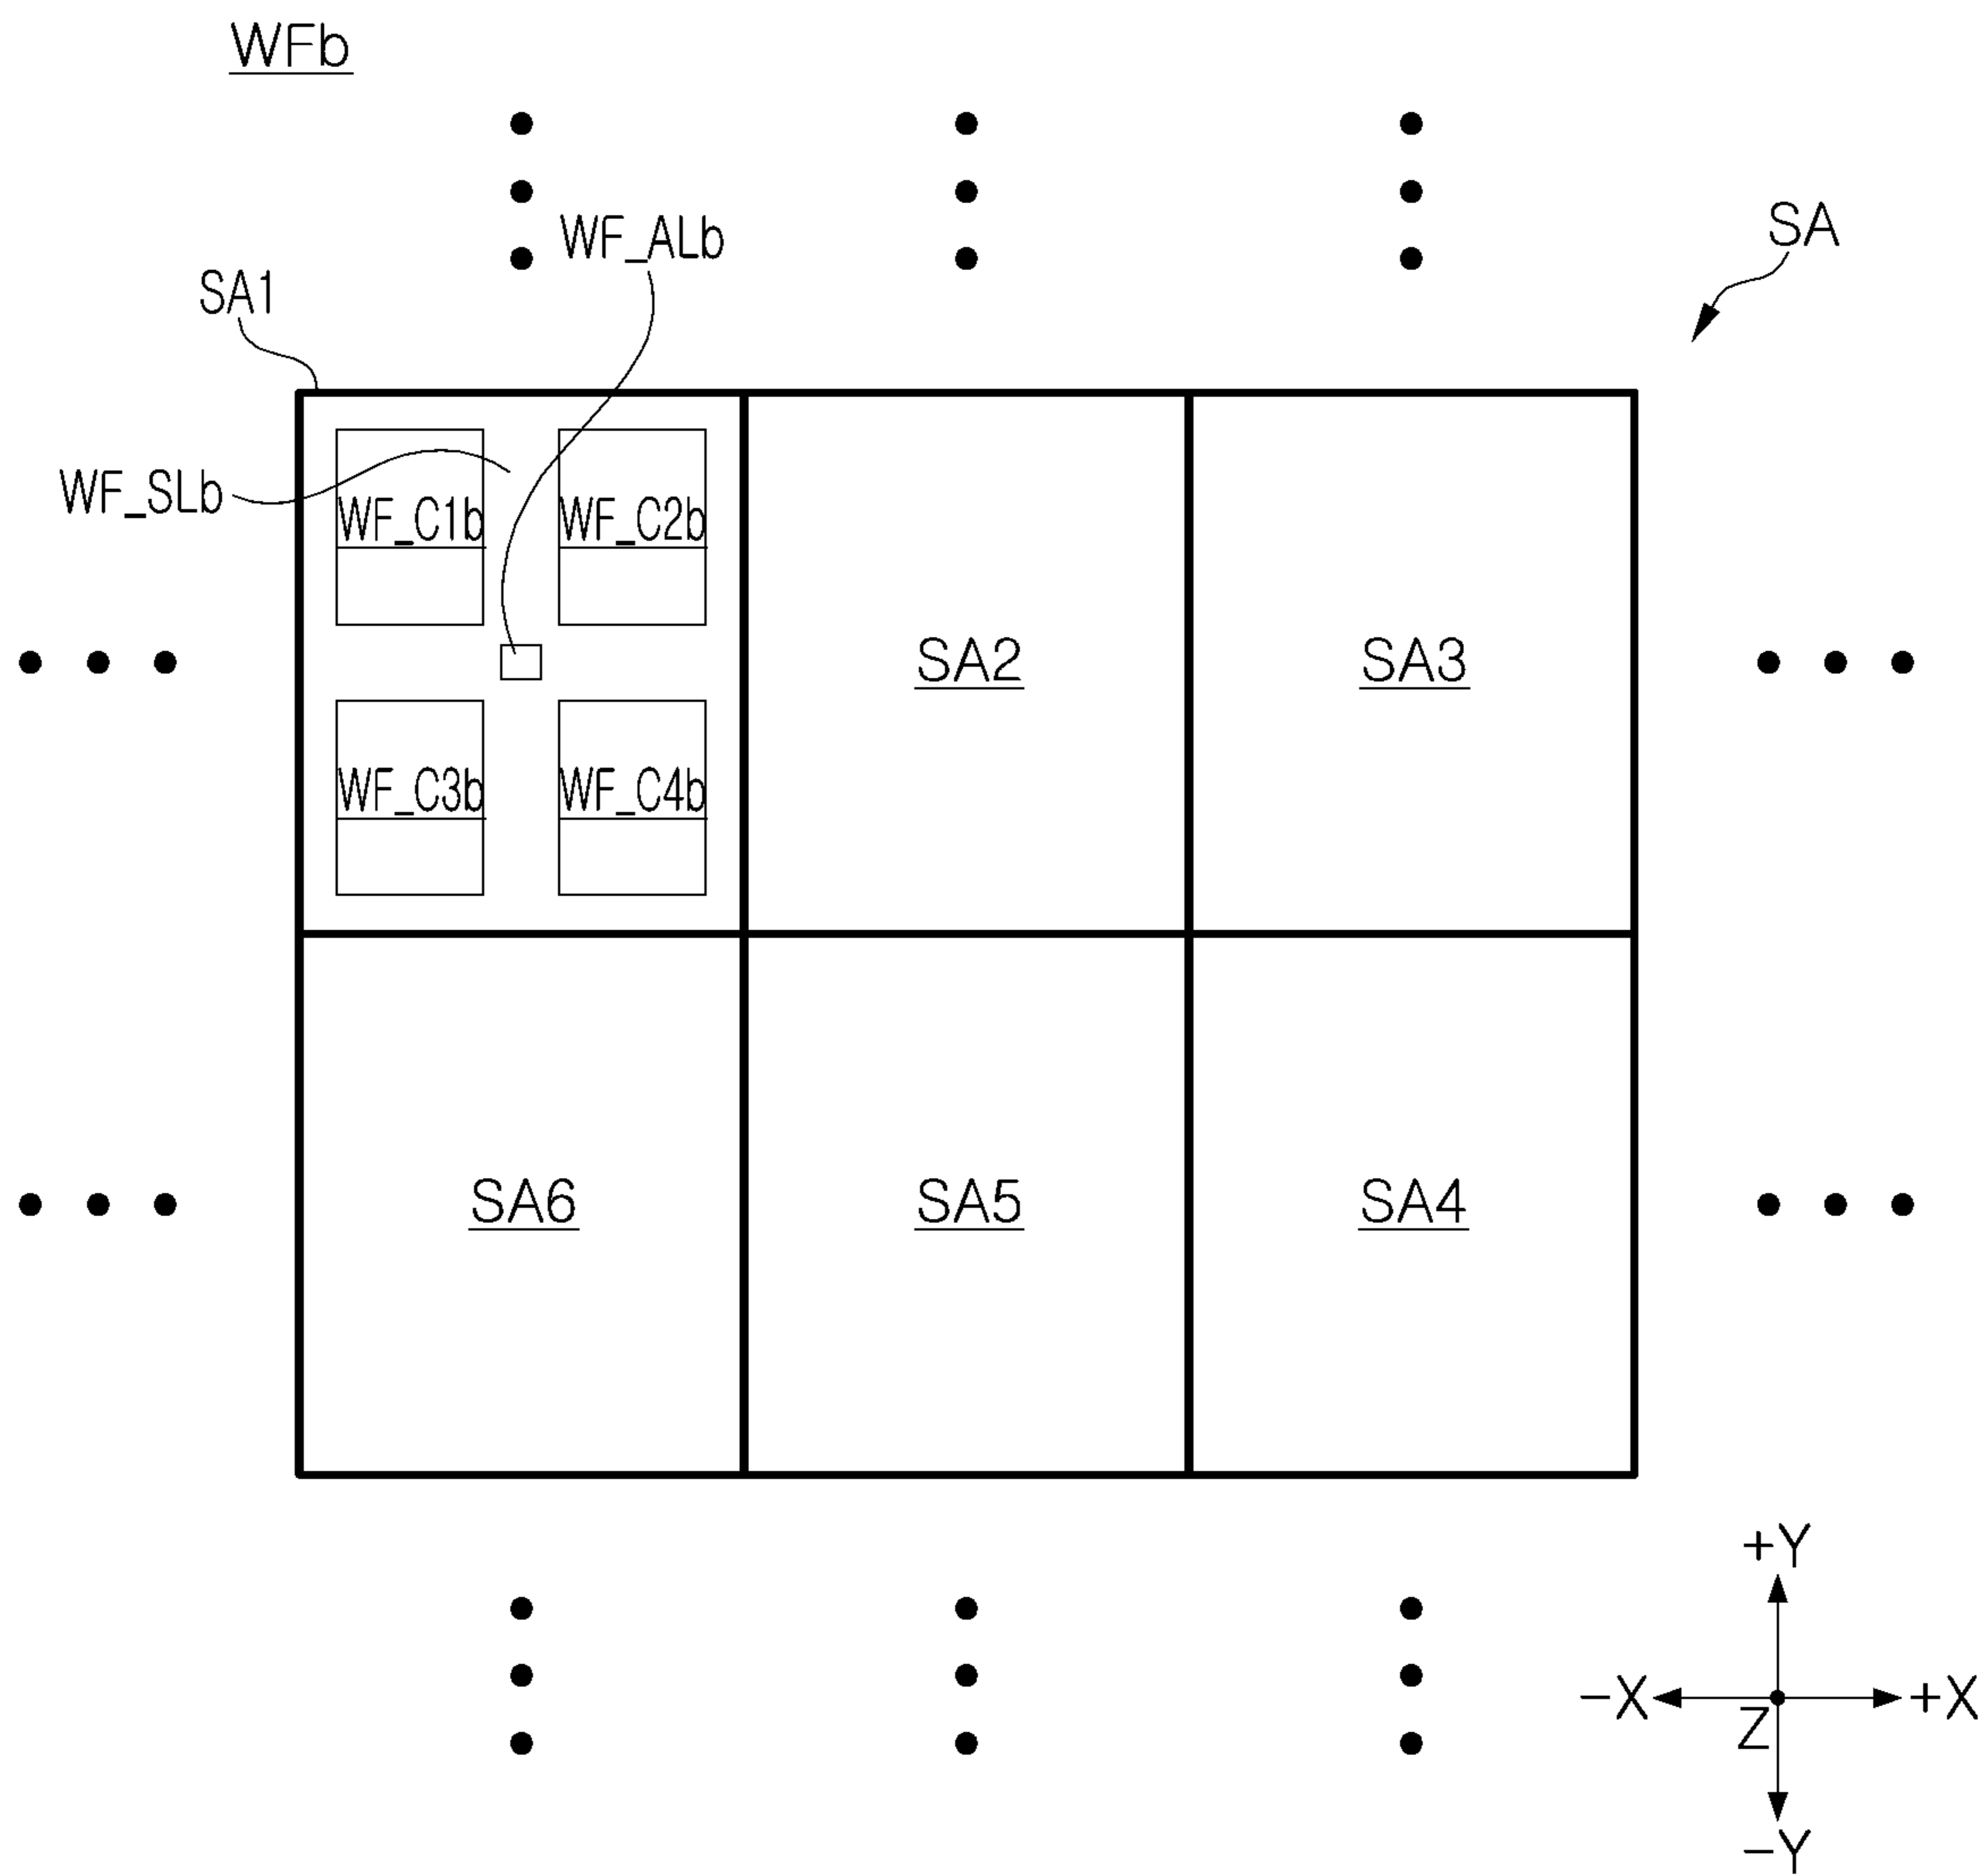 WFb
WF_ALb
SA
SA1
WF_SLb
WF_C1b
WF_C2b
SA2
SA3
WF_C3b
WF_C4b
SA6
SA5
SA4
+Y
-X
+X
Z
-Y